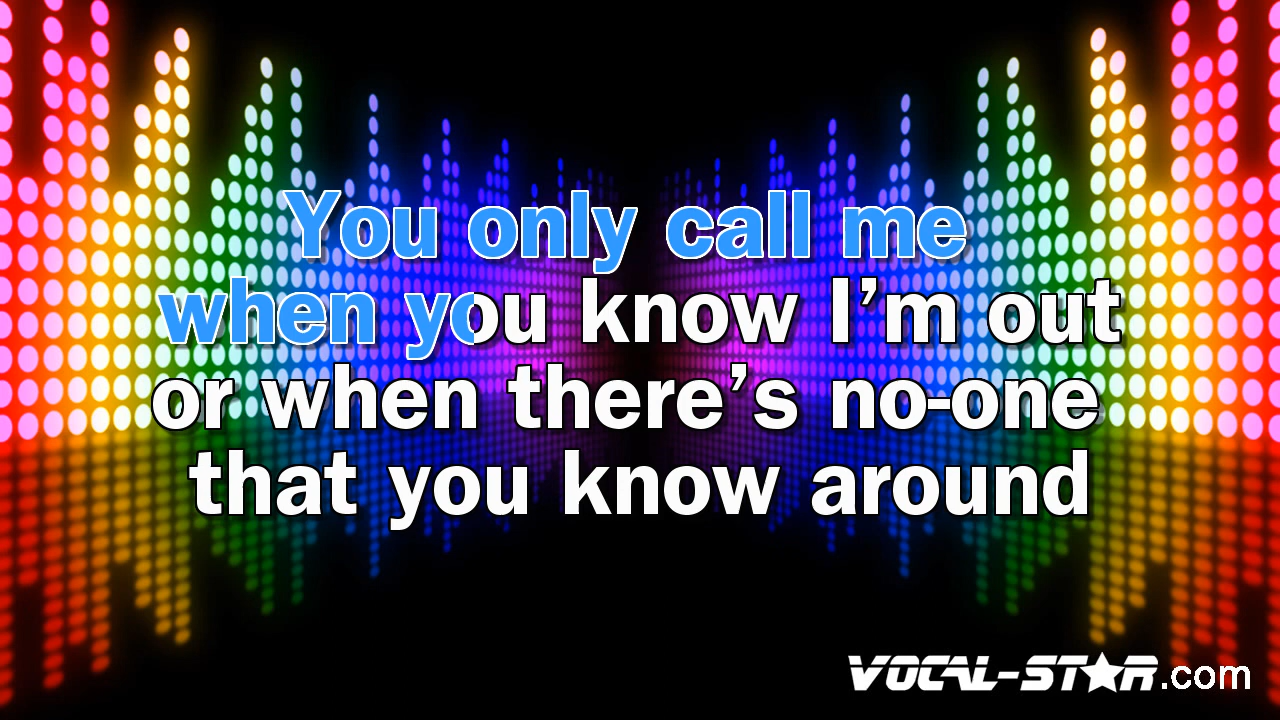 You only call me
when you know I’m out
or when there’s no-one
that you know around
VOCAL-STAR.com